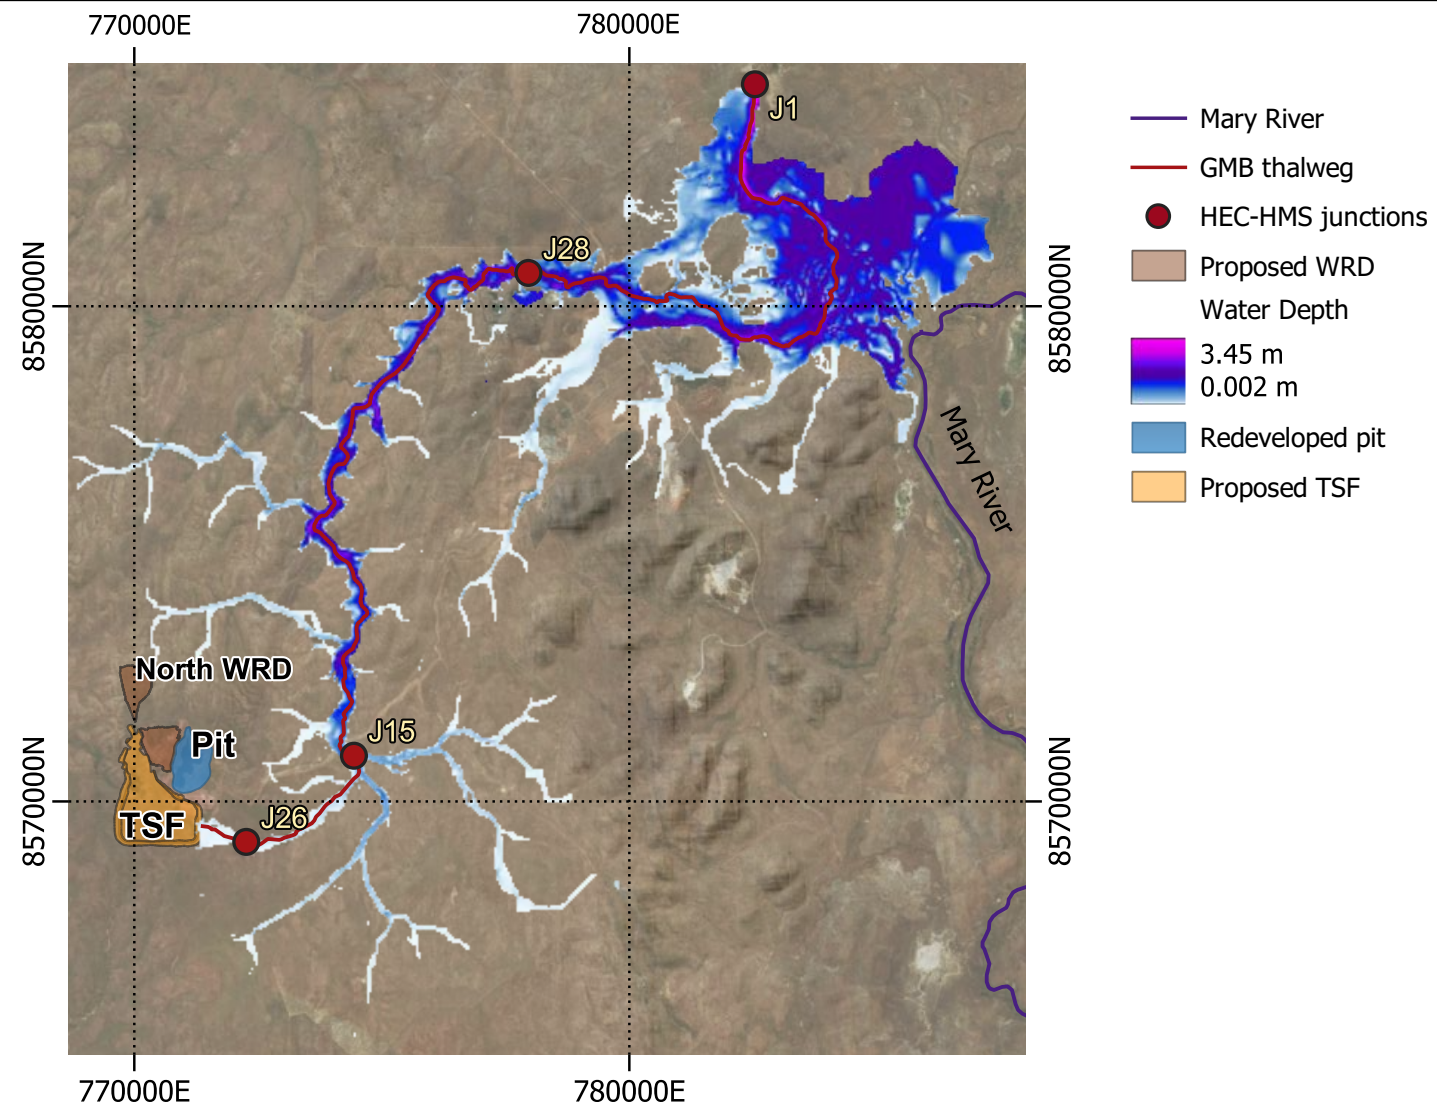 770000E
780000E
J1
J28
8580000N
8580000N
Mary River
North WRD
Pit
J15
8570000N
8570000N
TSF
J26
770000E
780000E
Mary River
GMB thalweg
HEC-HMS junctions
Proposed WRD
Water Depth
3.45 m
0.002 m
Redeveloped pit
Proposed TSF